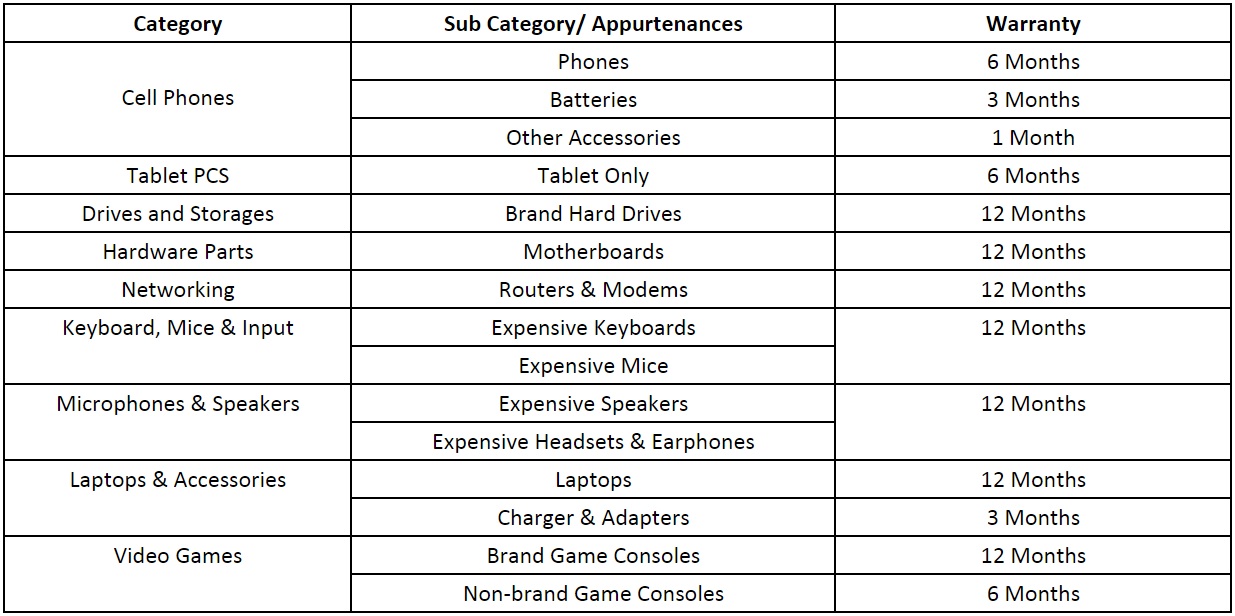 Category Sub Category/ Appurtenances Warranty
Phones 6 Months
Cell Phones Batteries 3 Months
Other Accessories 1 Month
Tablet PCS Tablet Only 6 Months
Drives and Storages Brand Hard Drives 12 Months
Hardware Parts Motherboards 12 Months
Networking Routers & Modems 12 Months
Keyboard, Mice & Input Expensive Keyboards 12 Months
Expensive Mice
Microphones & Speakers Expensive Speakers 12 Months
Expensive Headsets & Earphones
Laptops & Accessories Laptops 12 Months
Charger & Adapters 3 Months
Video Games Brand Game Consoles 12 Months
Non-brand Game Consoles 6 Months